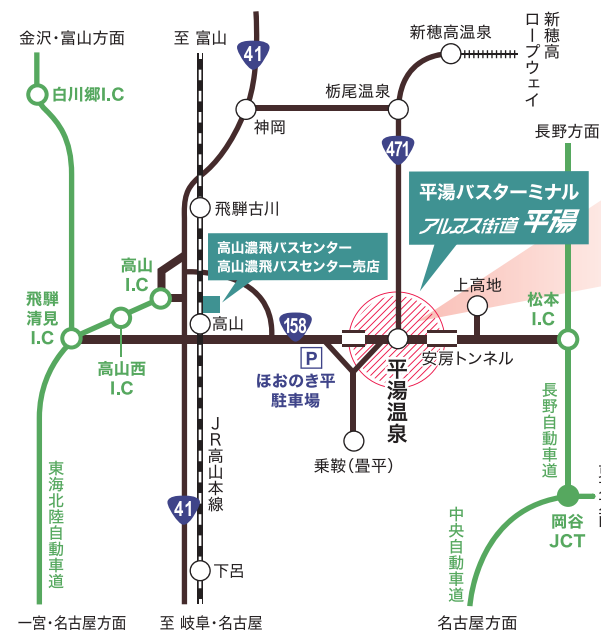 金沢・富山方面
至 富山
41
新穂高温泉
新穂高
ロープウェイ
白川郷I.C
栃尾温泉
神岡
471
長野方面
平湯バスターミナル
アルプス街道 平湯
飛騨古川
高山濃飛バスセンター
高山濃飛バスセンター売店
高山
I.C
上高地
飛騨
清見
I.C
松本
I.C
高山
158
P
安房トンネル
高山西
I.C
ほおのき平
駐車場
平湯温泉
長野自動車道
JR高山本線
乗鞍(畳平)
東海北陸自動車道
41
中央自動車道
岡谷
JCT
下呂
一宮・名古屋方面
至 岐阜・名古屋
名古屋方面